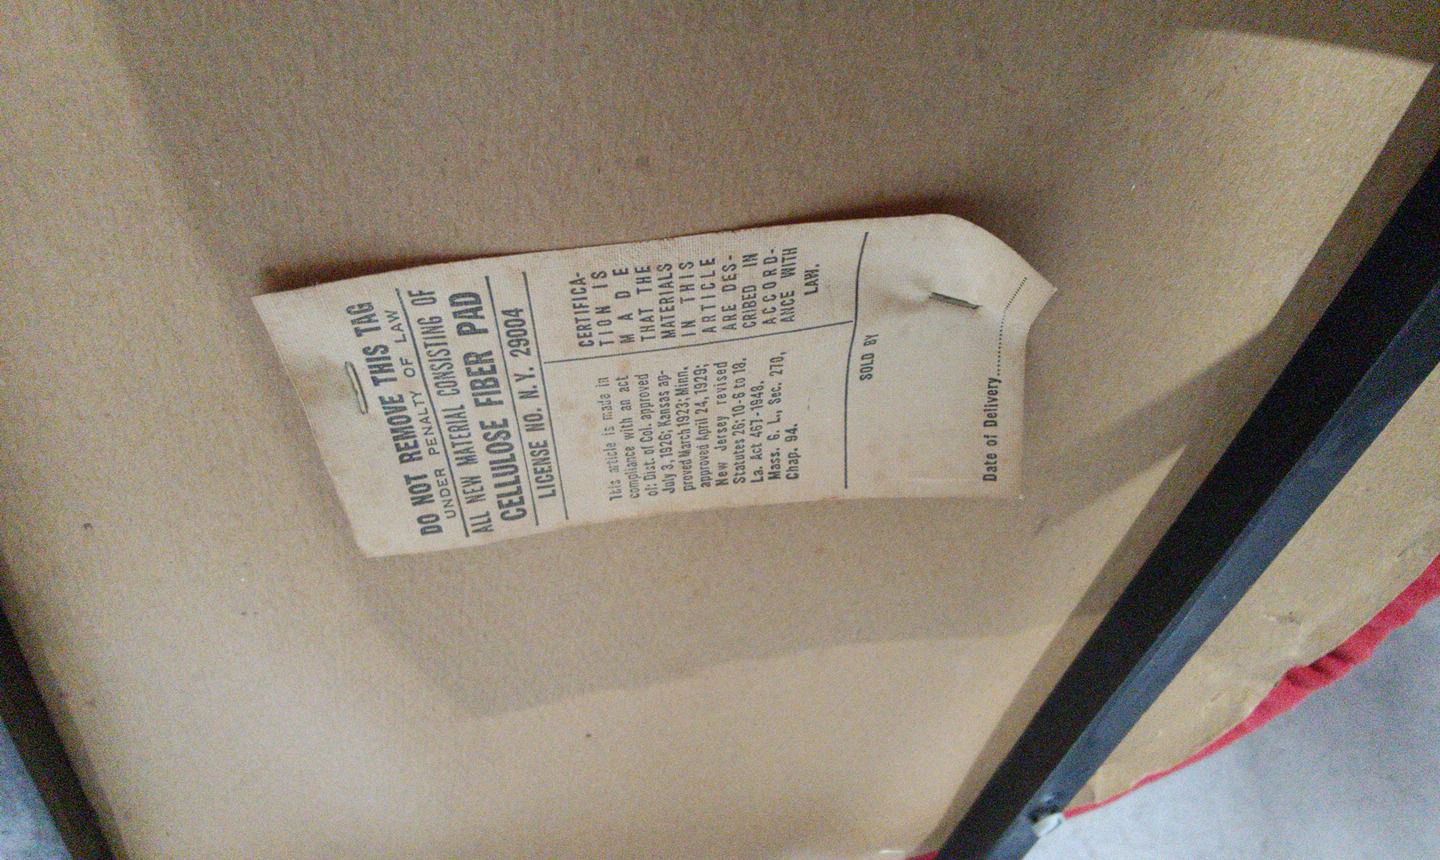 DO NOT REMOVE THIS TAG
UNDER PENALTY OF LAW
ALL NEW MATERIAL CONSISTING OF
CELLULOSE FIBER PAD
LICENSE NO. N.Y. 29004
This article is made in
compliance with an act
of: Dist. of Col. approved
July 3, 1926; Kansas ap-
proved March 1923; Minn.
approved April 24, 1929;
New Jersey revised
Statutes 26:10-6 to 18.
La. Act 467-1948.
Mass. G. L., Sec. 270,
Chap. 94.
CERTIFICA-
TION IS
MADE
THAT THE
MATERIALS
IN THIS
ARTICLE
ARE DES-
CRIBED IN
ACCORD-
ANCE WITH
LAW.
SOLD BY
Date of Delivery